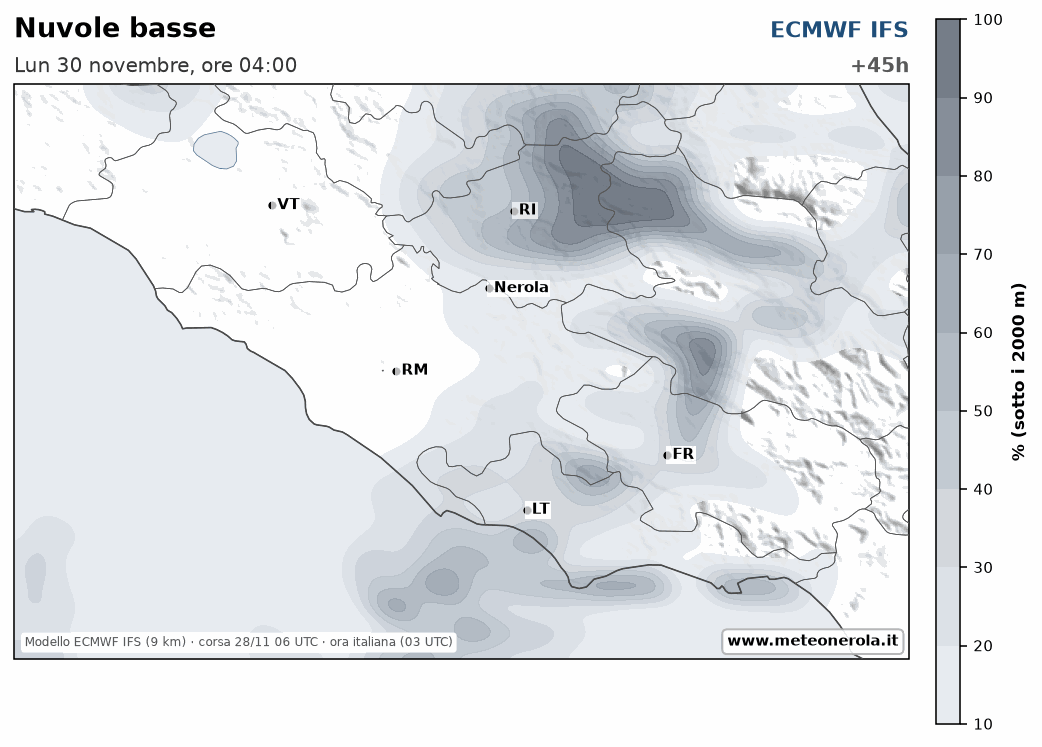 Nuvole basse
ECMWF IFS
Lun 30 novembre, ore 04:00
+45h
100
90
80
70
60
50
40
30
20
10
% (sotto i 2000 m)
VT
RI
Nerola
RM
FR
LT
Modello ECMWF IFS (9 km) · corsa 28/11 06 UTC · ora italiana (03 UTC)
www.meteonerola.it